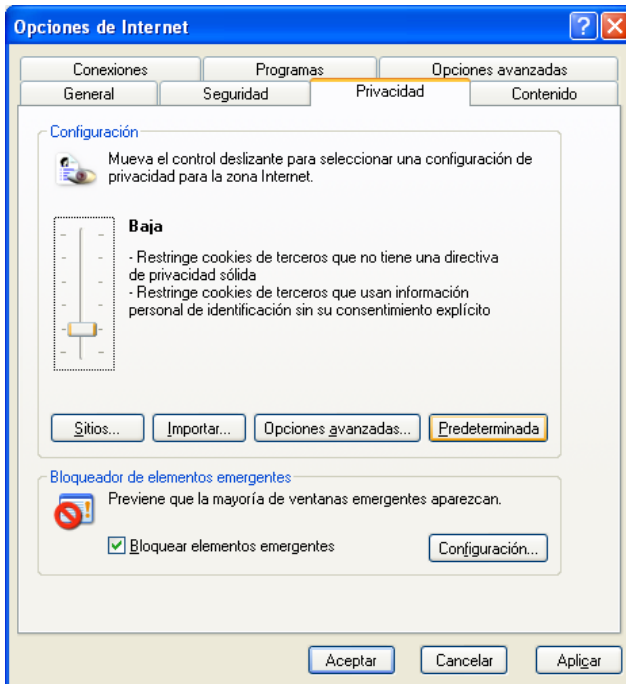 Opciones de Internet
Conexiones
Programas
Opciones avanzadas
General
Seguridad
Privacidad
Contenido
Configuración
Mueva el control deslizante para seleccionar una configuración de
privacidad para la zona Internet.
Baja
- Restringe cookies de terceros que no tiene una directiva
de privacidad sólida
- Restringe cookies de terceros que usan información
personal de identificación sin su consentimiento explícito
Sitios...
Importar...
Opciones avanzadas...
Predeterminada
Bloqueador de elementos emergentes
Previene que la mayoría de ventanas emergentes aparezcan.
Bloquear elementos emergentes
Configuración...
Aceptar
Cancelar
Aplicar